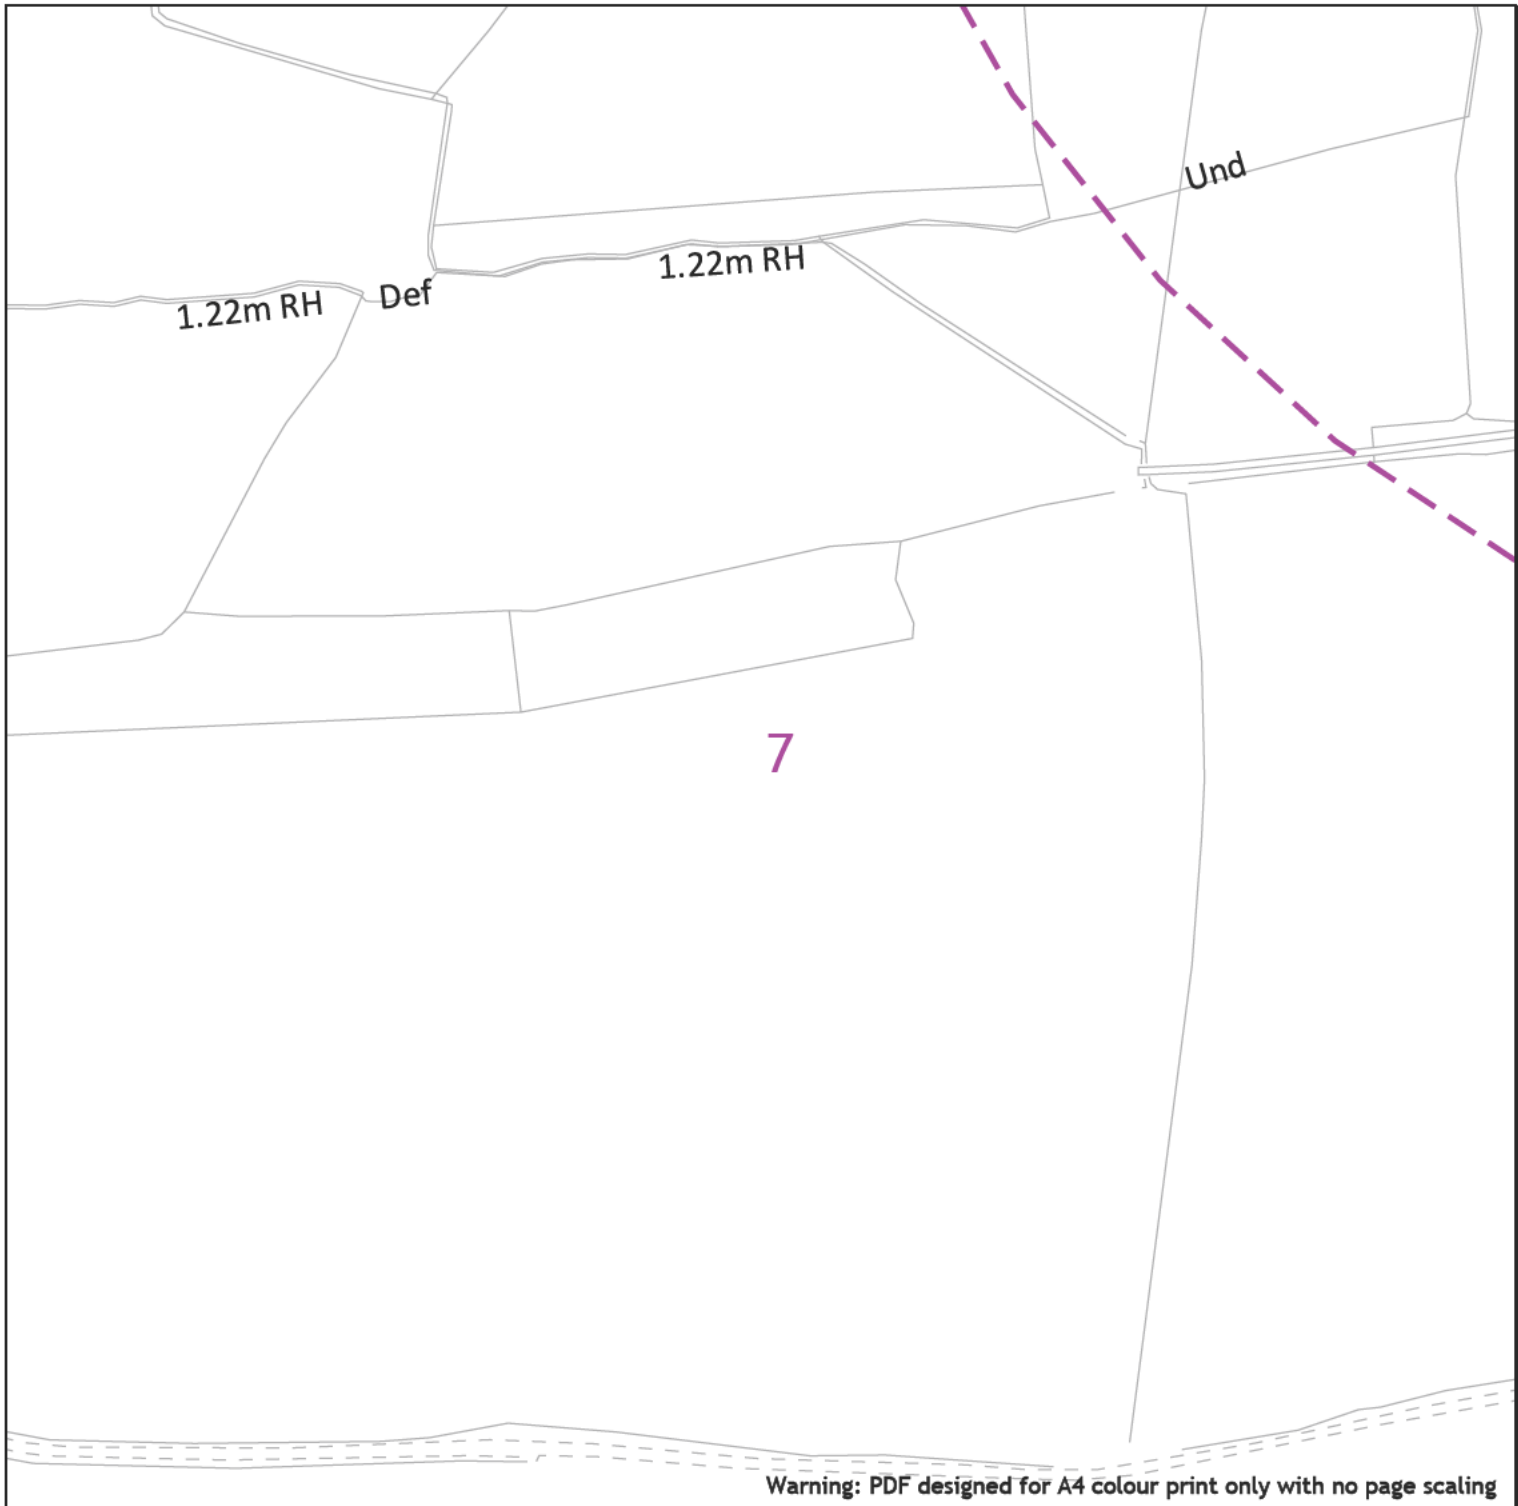 Und
1.22m RH
Def
1.22m RH
7
Warning: PDF designed for A4 colour print only with no page scaling